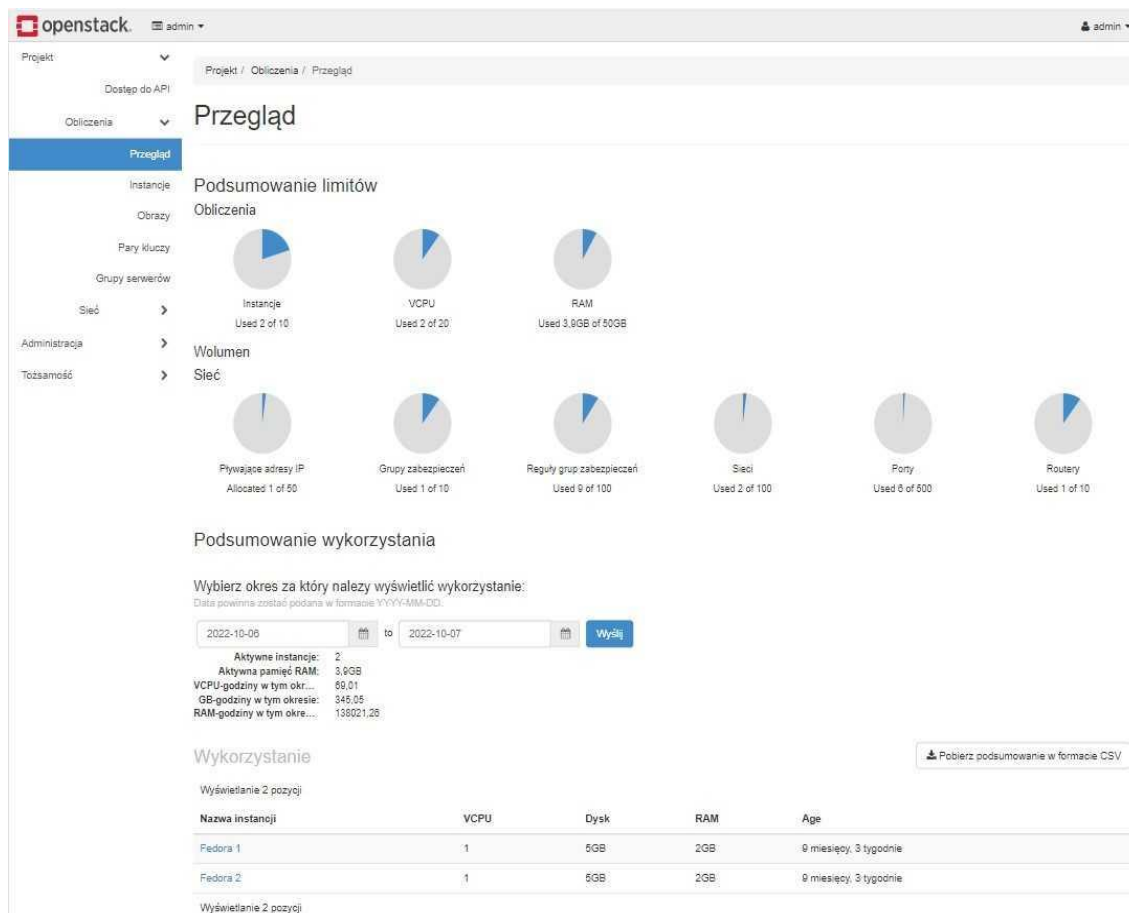 openstack. admin admin
Projekt
Dostęp do API
Obliczenia
Przegląd
Instancje
Obrazy
Pary kluczy
Grupy serwerów
Sieć
Administracja
Tożsamość
Projekt / Obliczenia / Przegląd
Przegląd
Podsumowanie limitów
Obliczenia
Instancje
Used 2 of 10
VCPU
Used 2 of 20
RAM
Used 3,9GB of 50GB
Wolumen
Sieć
Pływające adresy IP
Allocated 1 of 50
Grupy zabezpieczeń
Used 1 of 10
Reguły grup zabezpieczeń
Used 9 of 100
Sieci
Used 2 of 100
Porty
Used 6 of 500
Routery
Used 1 of 10
Podsumowanie wykorzystania
Wybierz okres za który nalezy wyświetlić wykorzystanie:
Data powinna zostać podana w formacie YYYY-MM-DD.
2022-10-06 to 2022-10-07 Wyślij
Aktywne instancje: 2
Aktywna pamięć RAM: 3,9GB
VCPU-godziny w tym okr... 69,01
GB-godziny w tym okresie: 345,05
RAM-godziny w tym okre... 138021,26
Wykorzystanie
Pobierz podsumowanie w formacie CSV
Wyświetlanie 2 pozycji
Nazwa instancji VCPU Dysk RAM Age
Fedora 1 1 5GB 2GB 9 miesięcy, 3 tygodnie
Fedora 2 1 5GB 2GB 9 miesięcy, 3 tygodnie
Wyświetlanie 2 pozycji